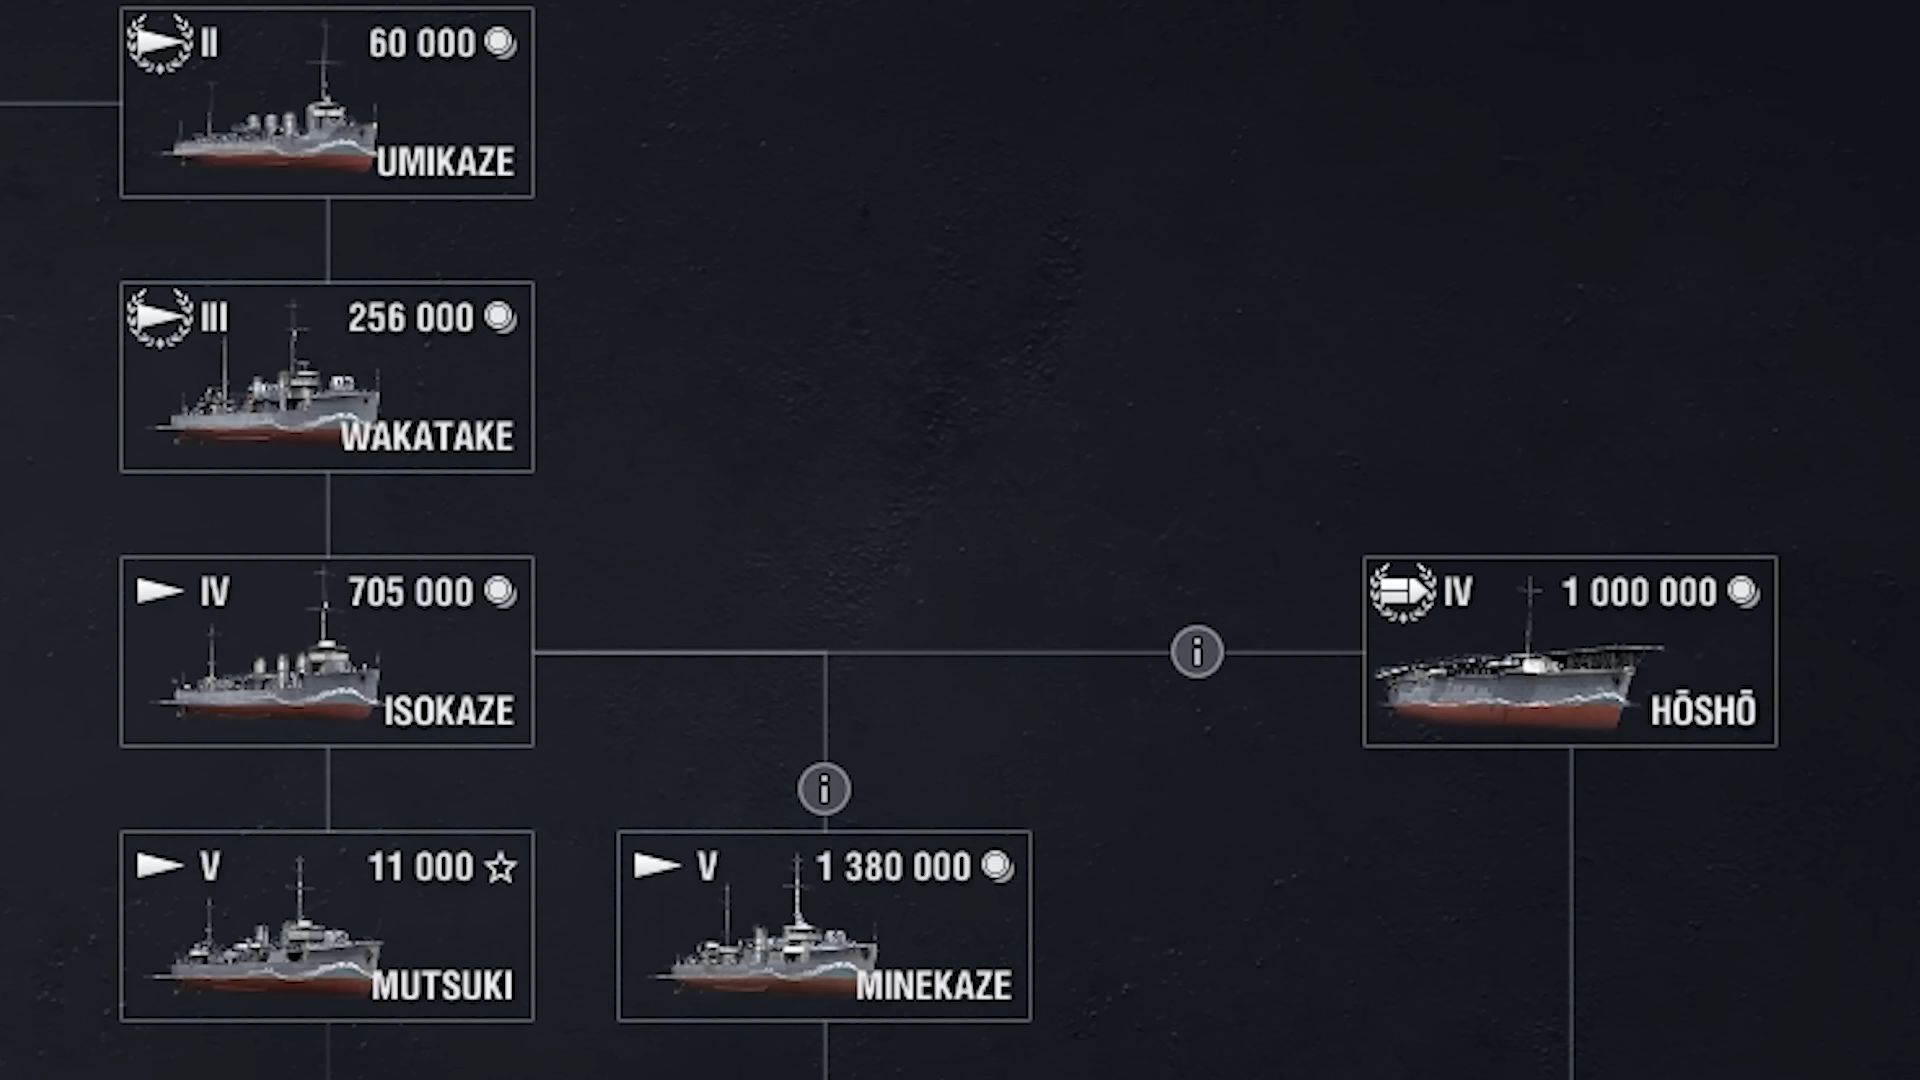 II 60 000
UMIKAZE
III 256 000
WAKATAKE
IV 705 000
ISOKAZE
i
IV 1 000 000
HŌSHŌ
i
V 11 000
MUTSUKI
V 1 380 000
MINEKAZE